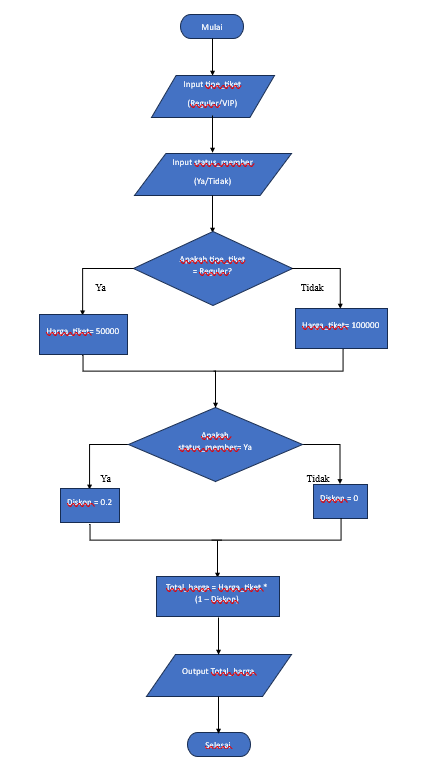 Mulai
Input tipe_tiket
(Reguler/VIP)
Input status_member
(Ya/Tidak)
Apakah tipe_tiket
= Reguler?
Ya
Tidak
Harga_tiket= 50000
Harga_tiket= 100000
Apakah
status_member= Ya
Ya
Tidak
Diskon = 0.2
Diskon = 0
Total_harga = Harga_tiket *
(1 – Diskon)
Output Total_harga
Selesai